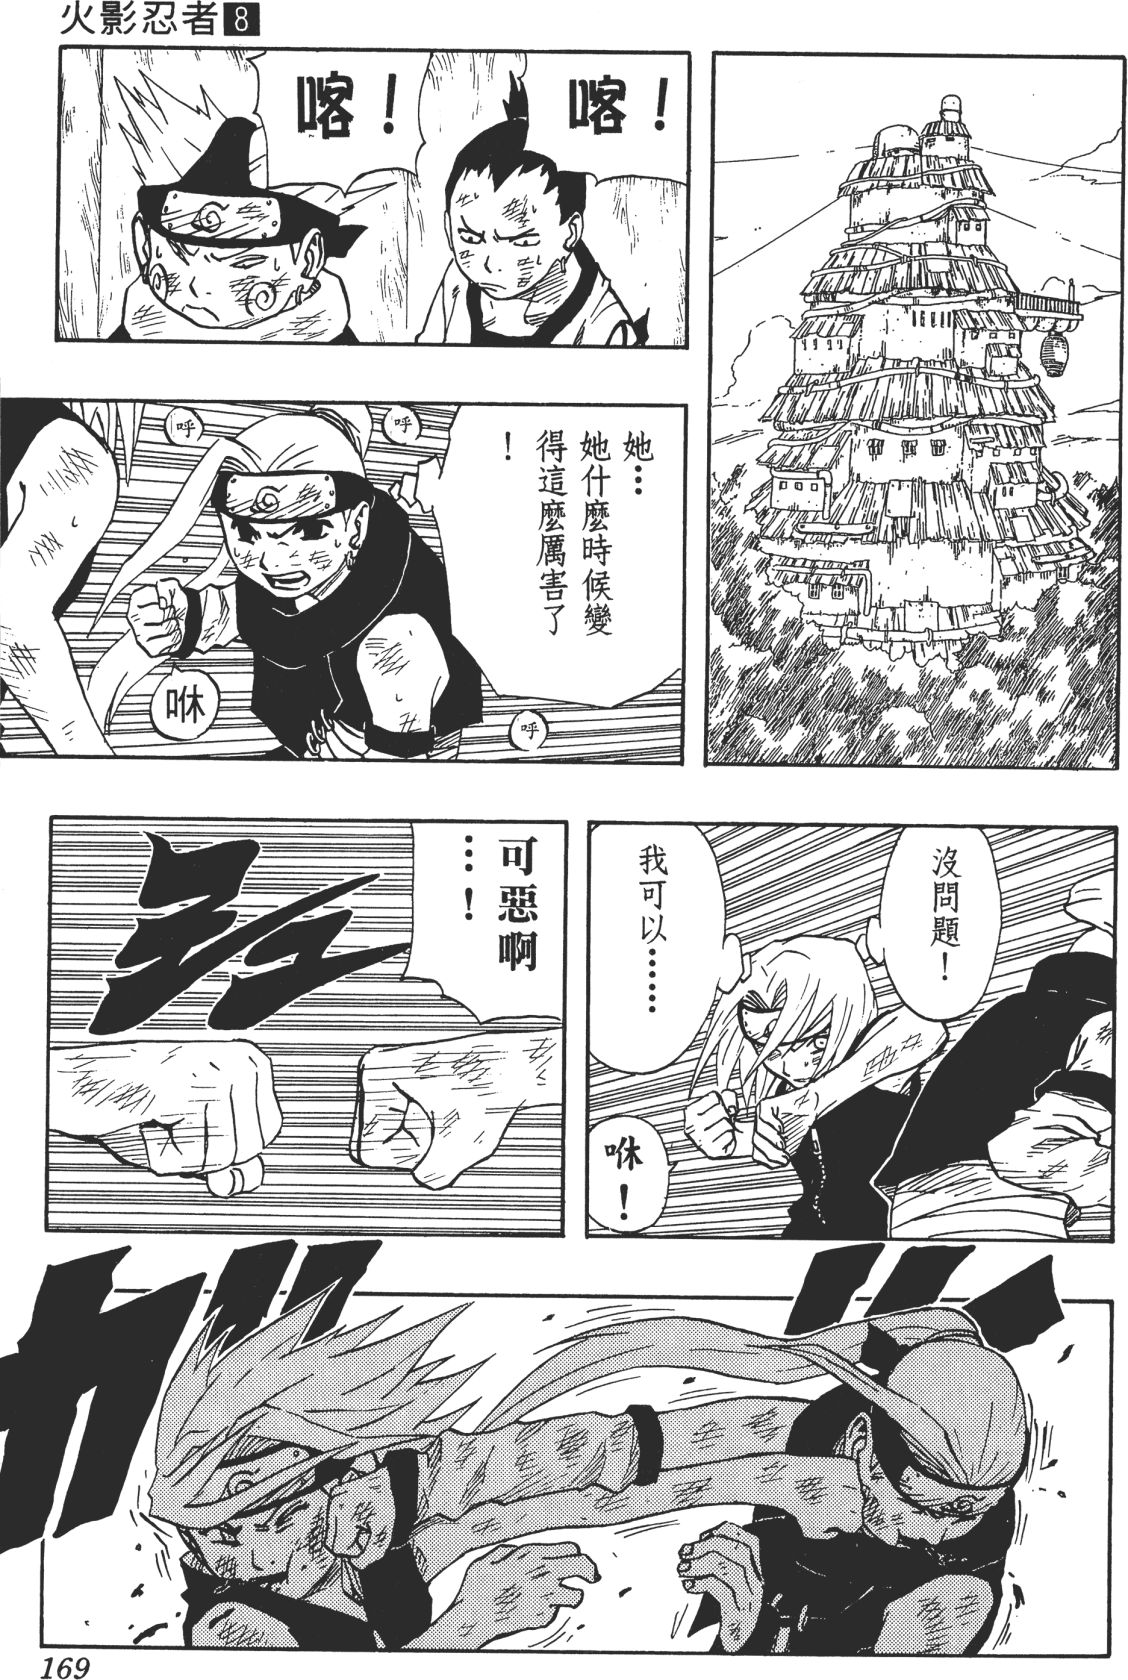 火影忍者8
喀！
喀！
她…
她什麼時候變
得這麼厲害了
！
呼
呼
咻
呼
沒問題！
我可以……
咻！
可惡啊
…！
169